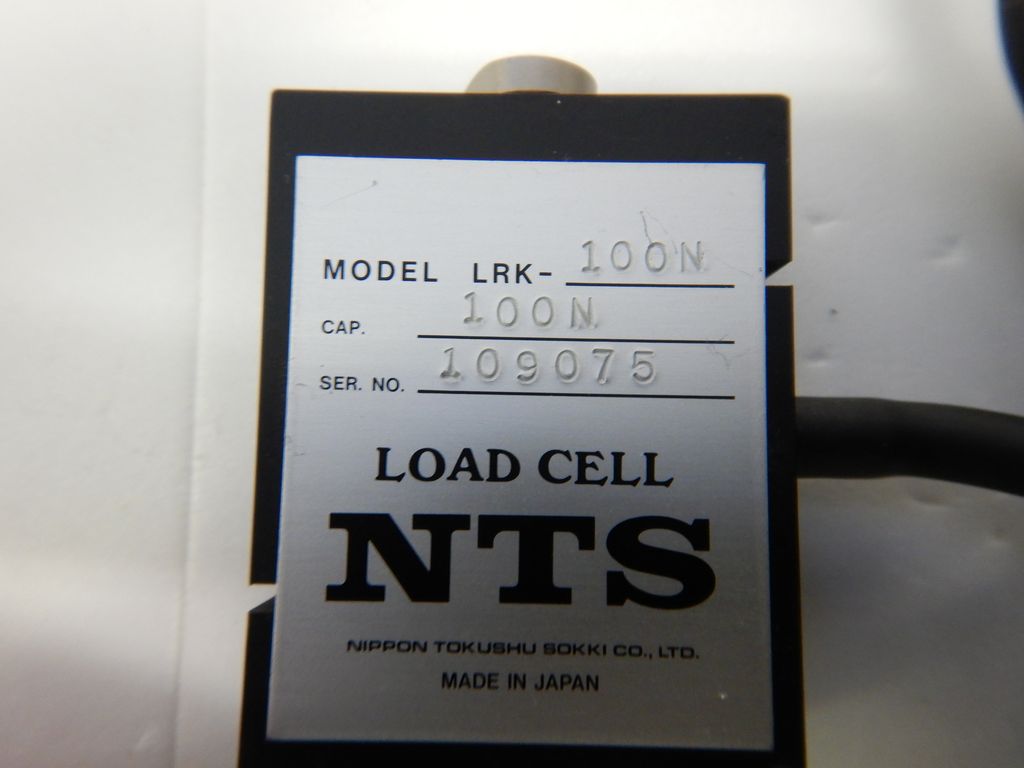 MODEL LRK- 100N
CAP. 100N
SER. NO. 109075
LOAD CELL
NTS
NIPPON TOKUSHU SOKKI CO., LTD.
MADE IN JAPAN